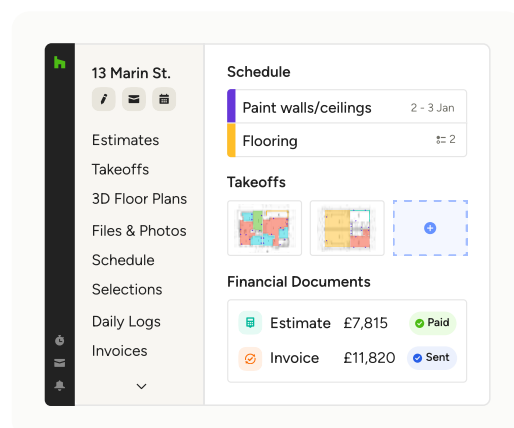 13 Marin St.
Estimates
Takeoffs
3D Floor Plans
Files & Photos
Schedule
Selections
Daily Logs
Invoices
Schedule
Paint walls/ceilings 2 - 3 Jan
Flooring 2
Takeoffs
Financial Documents
Estimate £7,815 Paid
Invoice £11,820 Sent